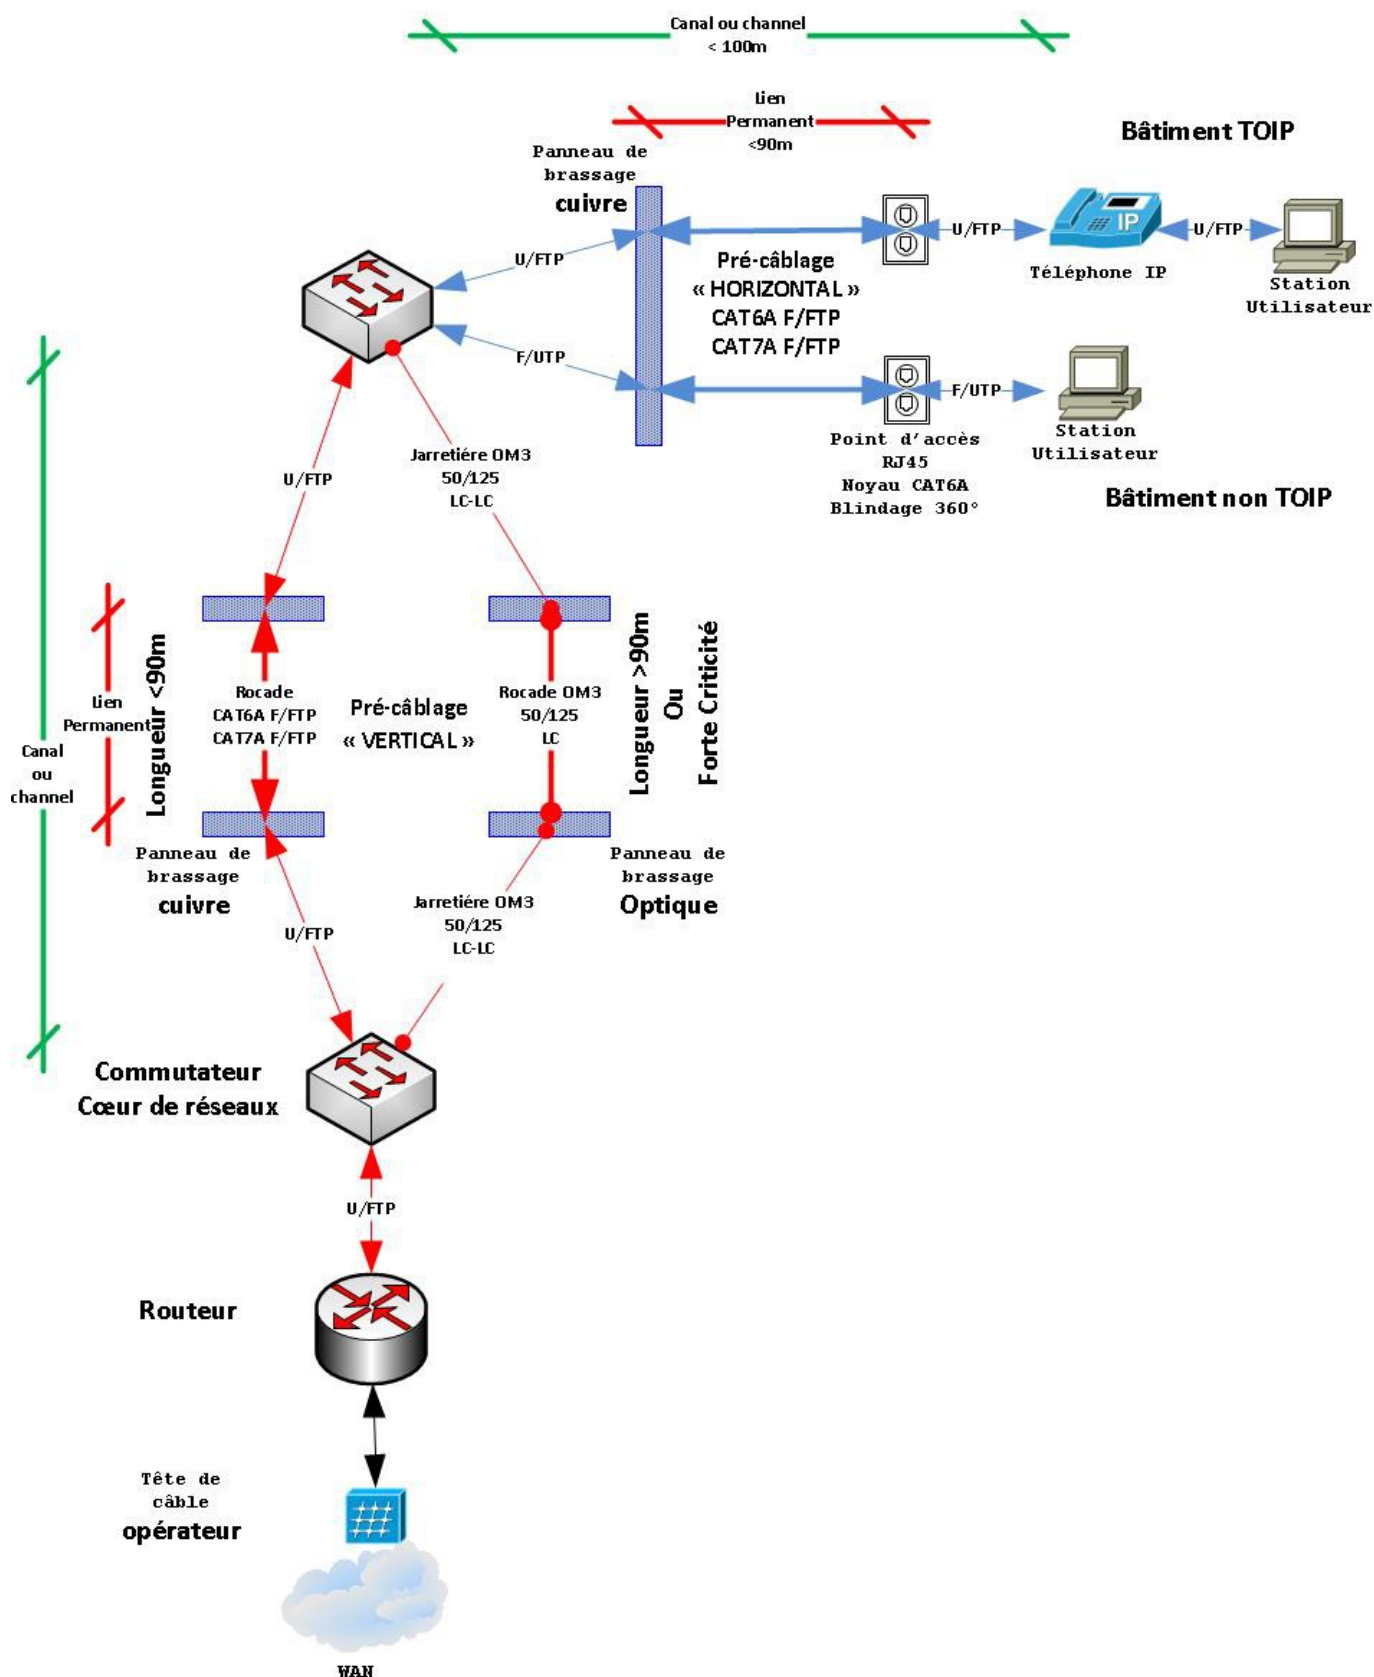 Canal ou channel
< 100m
Lien
Permanent
<90m
Bâtiment TOIP
Panneau de
brassage
cuivre
U/FTP
U/FTP
U/FTP
IP
Téléphone IP
Station
Utilisateur
Pré-câblage
« HORIZONTAL »
CAT6A F/FTP
CAT7A F/FTP
F/UTP
F/UTP
Point d'accès
RJ45
Noyau CAT6A
Blindage 360°
Station
Utilisateur
Bâtiment non TOIP
U/FTP
Jarretiére OM3
50/125
LC-LC
Canal
ou
channel
Lien
Permanent
Longueur <90m
Rocade
CAT6A F/FTP
CAT7A F/FTP
Pré-câblage
« VERTICAL »
Rocade OM3
50/125
LC
Longueur >90m
Ou
Forte Criticité
Panneau de
brassage
cuivre
Panneau de
brassage
Optique
U/FTP
Jarretiére OM3
50/125
LC-LC
Commutateur
Cœur de réseaux
U/FTP
Routeur
Tête de
câble
opérateur
WAN